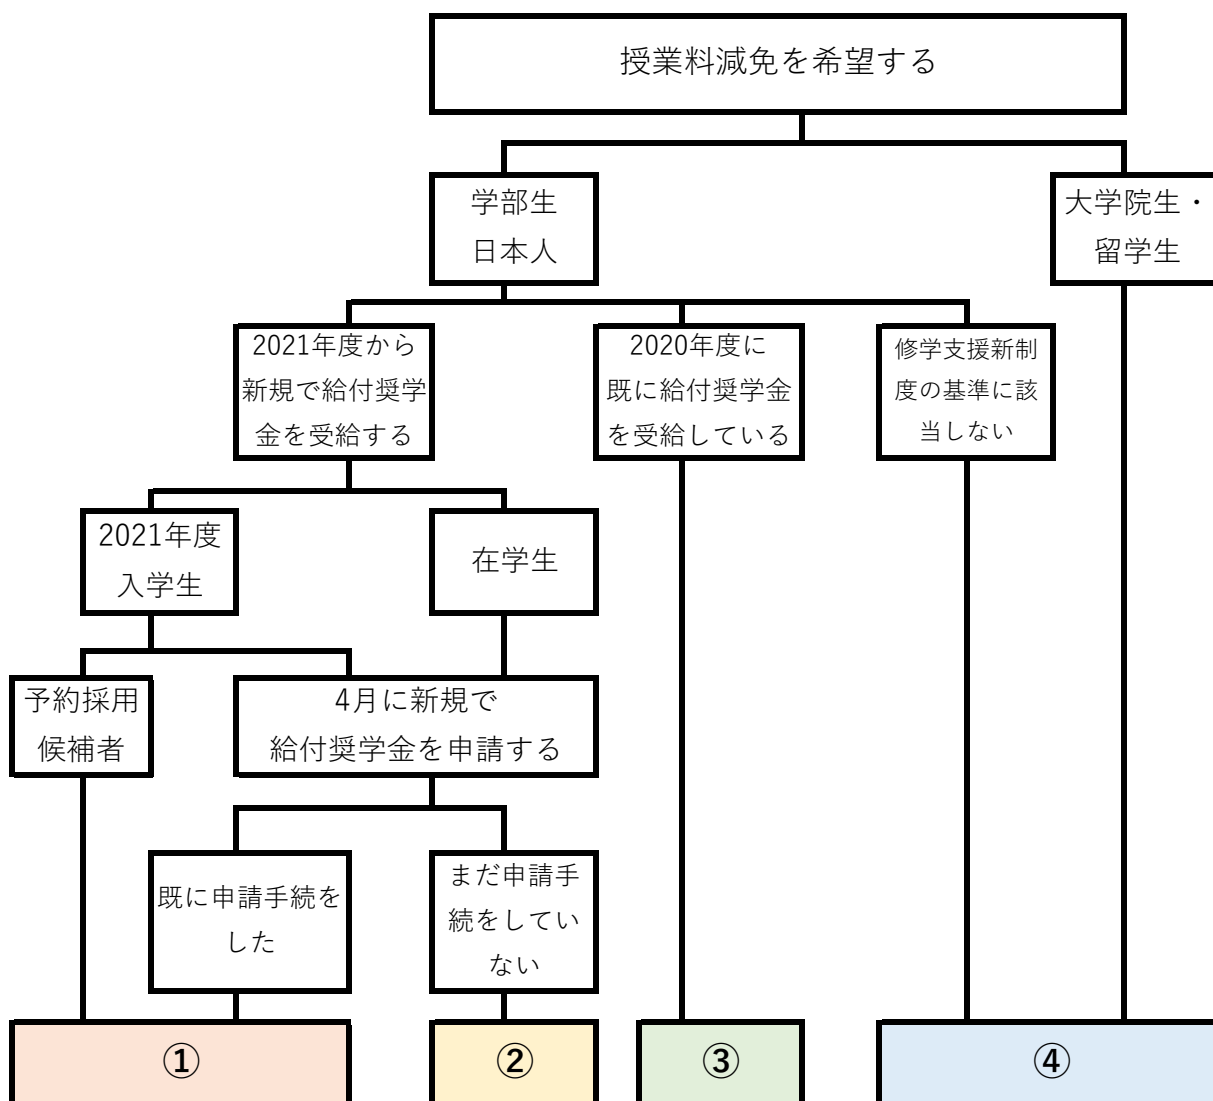 授業料減免を希望する
学部生
日本人
大学院生・
留学生
2021年度から
新規で給付奨学
金を受給する
2020年度に
既に給付奨学金
を受給している
修学支援新制
度の基準に該
当しない
2021年度
入学生
在学生
予約採用
候補者
4月に新規で
給付奨学金を申請する
既に申請手続を
した
まだ申請手
続をしてい
ない
①
②
③
④